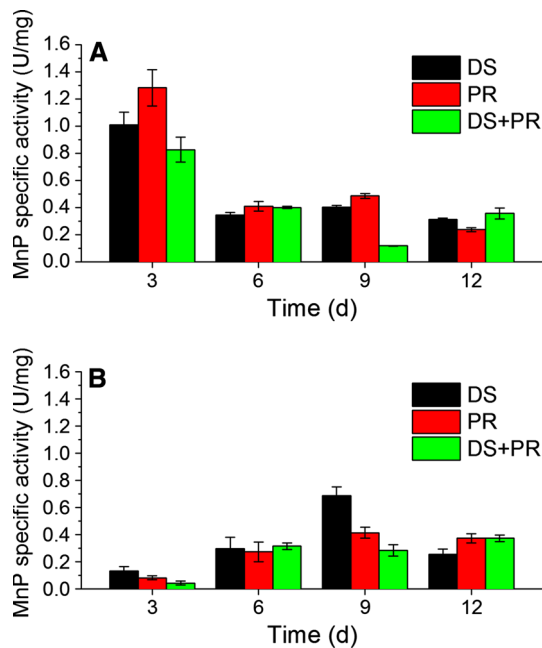 A
MnP specific activity (U/mg)
1.6
1.4
1.2
1.0
0.8
0.6
0.4
0.2
0.0
DS
PR
DS+PR
3 6 9 12
Time (d)
B
MnP specific activity (U/mg)
1.6
1.4
1.2
1.0
0.8
0.6
0.4
0.2
0.0
DS
PR
DS+PR
3 6 9 12
Time (d)